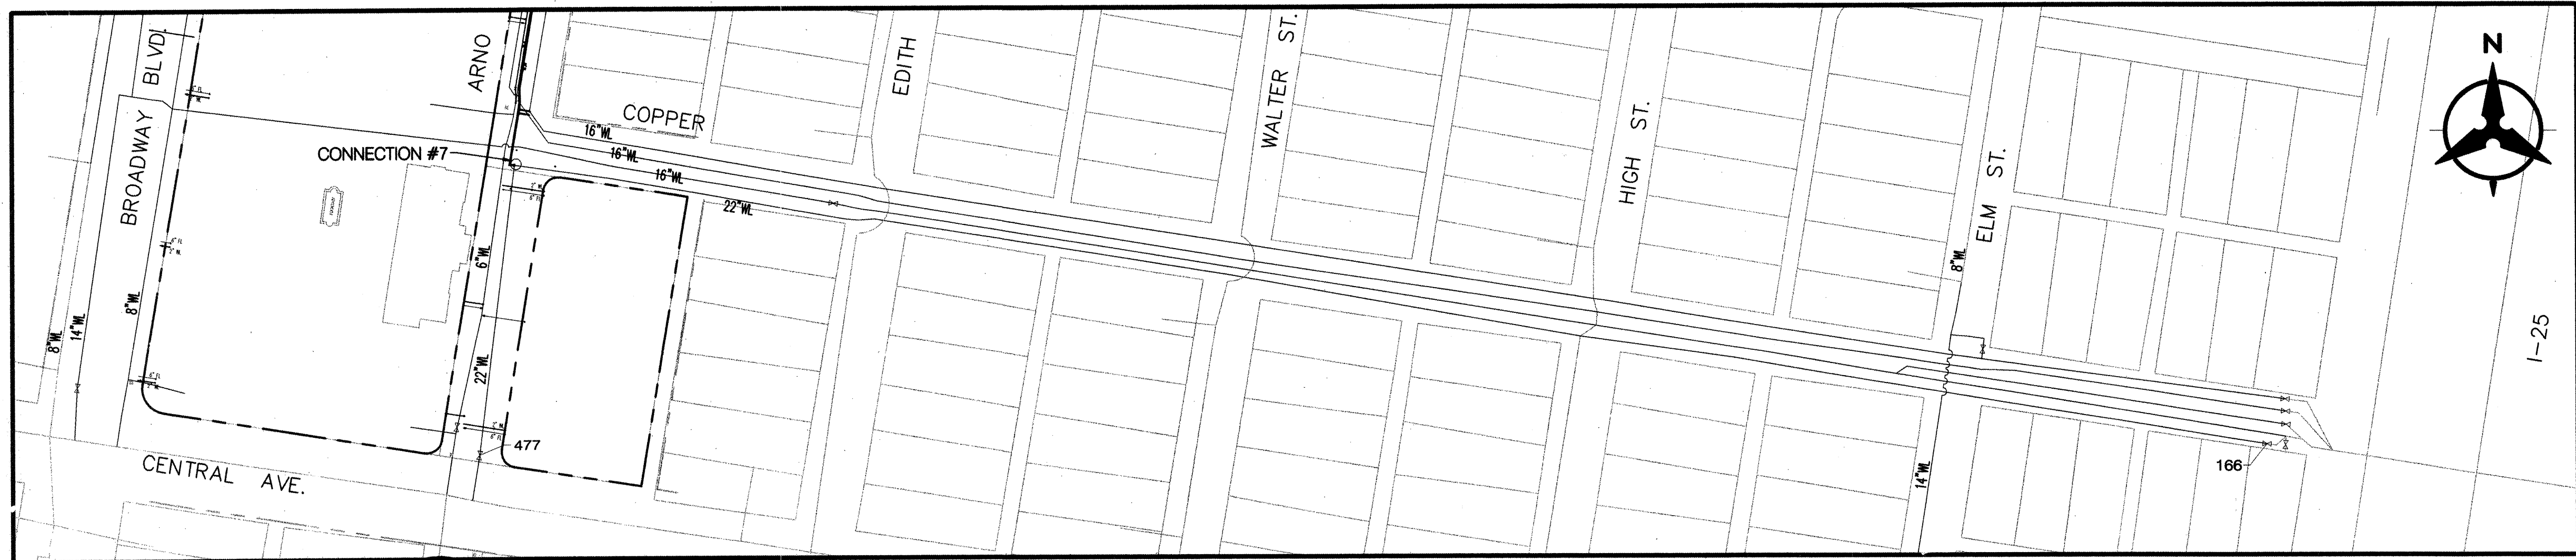 BROADWAY BLVD.
ARNO
COPPER
EDITH
WALTER ST.
HIGH ST.
ELM ST.
N
I-25
CENTRAL AVE.
CONNECTION #7
16"WL
16"WL
16"WL
22"WL
6"WL
22"WL
8"WL
14"WL
8"WL
8"WL
14"WL
477
166